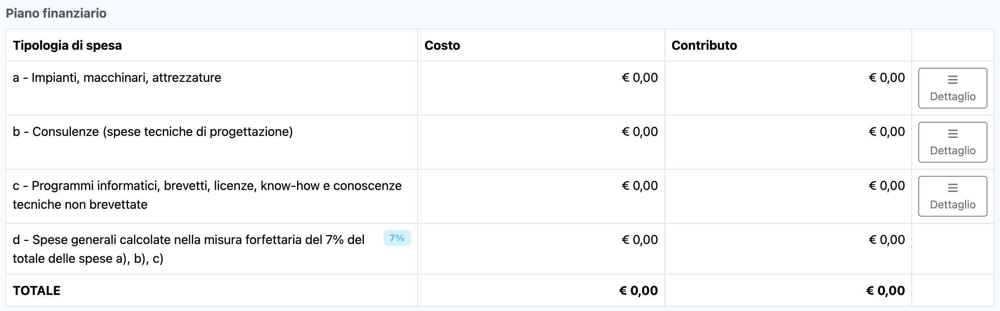 Piano finanziario
Tipologia di spesa Costo Contributo
a - Impianti, macchinari, attrezzature € 0,00 € 0,00
Dettaglio
b - Consulenze (spese tecniche di progettazione) € 0,00 € 0,00
Dettaglio
c - Programmi informatici, brevetti, licenze, know-how e conoscenze € 0,00 € 0,00
tecniche non brevettate Dettaglio
d - Spese generali calcolate nella misura forfettaria del 7% del 7% € 0,00 € 0,00
totale delle spese a), b), c)
TOTALE € 0,00 € 0,00